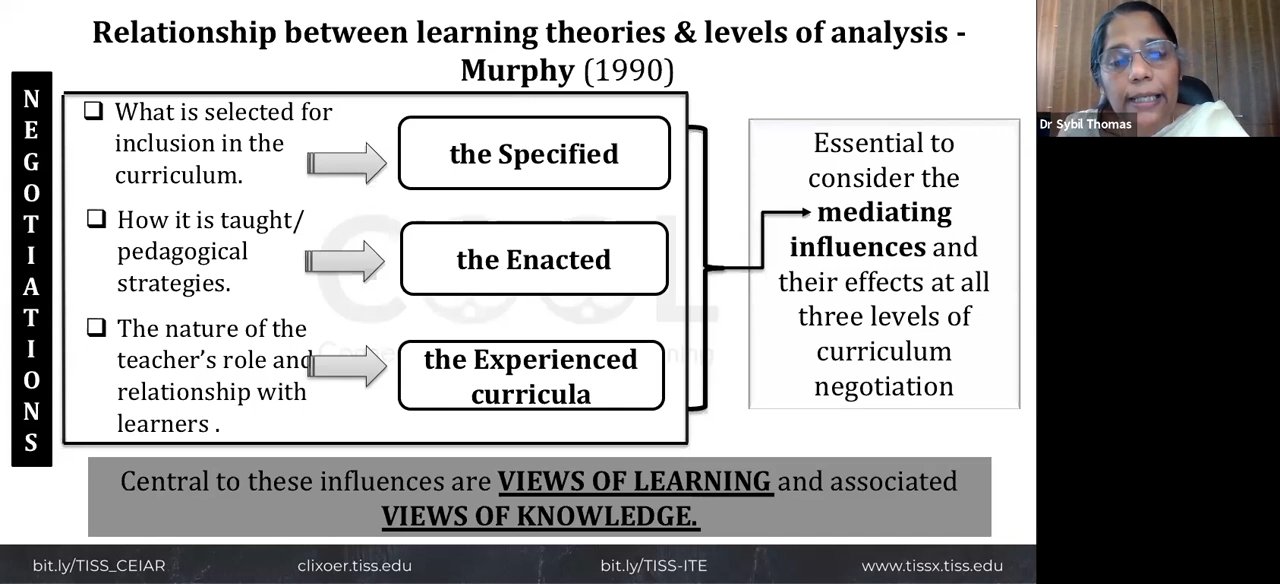 Relationship between learning theories & levels of analysis -
Murphy (1990)
NEGOTIATIONS
❑ What is selected for
inclusion in the
curriculum.
the Specified
❑ How it is taught/
pedagogical
strategies.
the Enacted
❑ The nature of the
teacher’s role and
relationship with
learners .
the Experienced
curricula
Essential to
consider the
mediating
influences and
their effects at all
three levels of
curriculum
negotiation
Central to these influences are VIEWS OF LEARNING and associated
VIEWS OF KNOWLEDGE.
bit.ly/TISS_CEIAR
clixoer.tiss.edu
bit.ly/TISS-ITE
www.tissx.tiss.edu
Dr Sybil Thomas